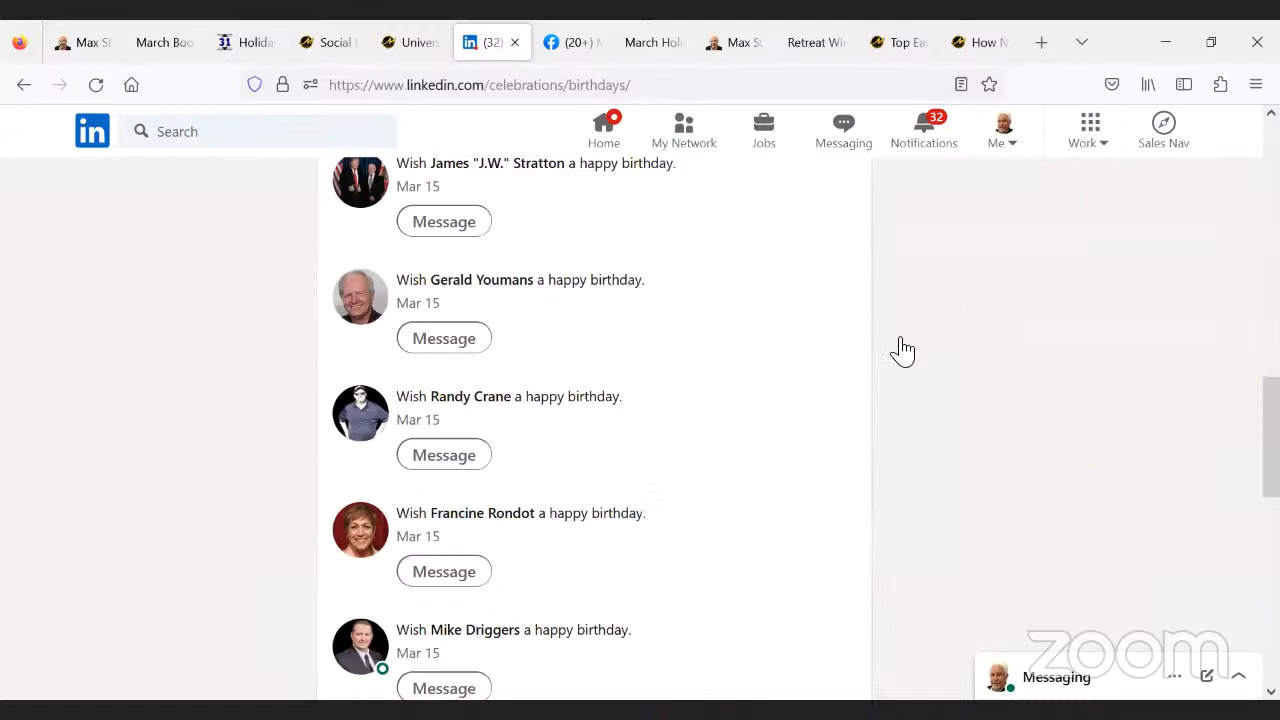 Max St
March Boo
31
Holida
Social
Univer
in
(32)
(20+)
March Holi
Max St
Retreat Wi
Top Ea
How N
https://www.linkedin.com/celebrations/birthdays/
in
Search
Home
My Network
Jobs
Messaging
32
Notifications
Me
Work
Sales Nav
Wish James "J.W." Stratton a happy birthday.
Mar 15
Message
Wish Gerald Youmans a happy birthday.
Mar 15
Message
Wish Randy Crane a happy birthday.
Mar 15
Message
Wish Francine Rondot a happy birthday.
Mar 15
Message
Wish Mike Driggers a happy birthday.
Mar 15
Message
Messaging
zoom